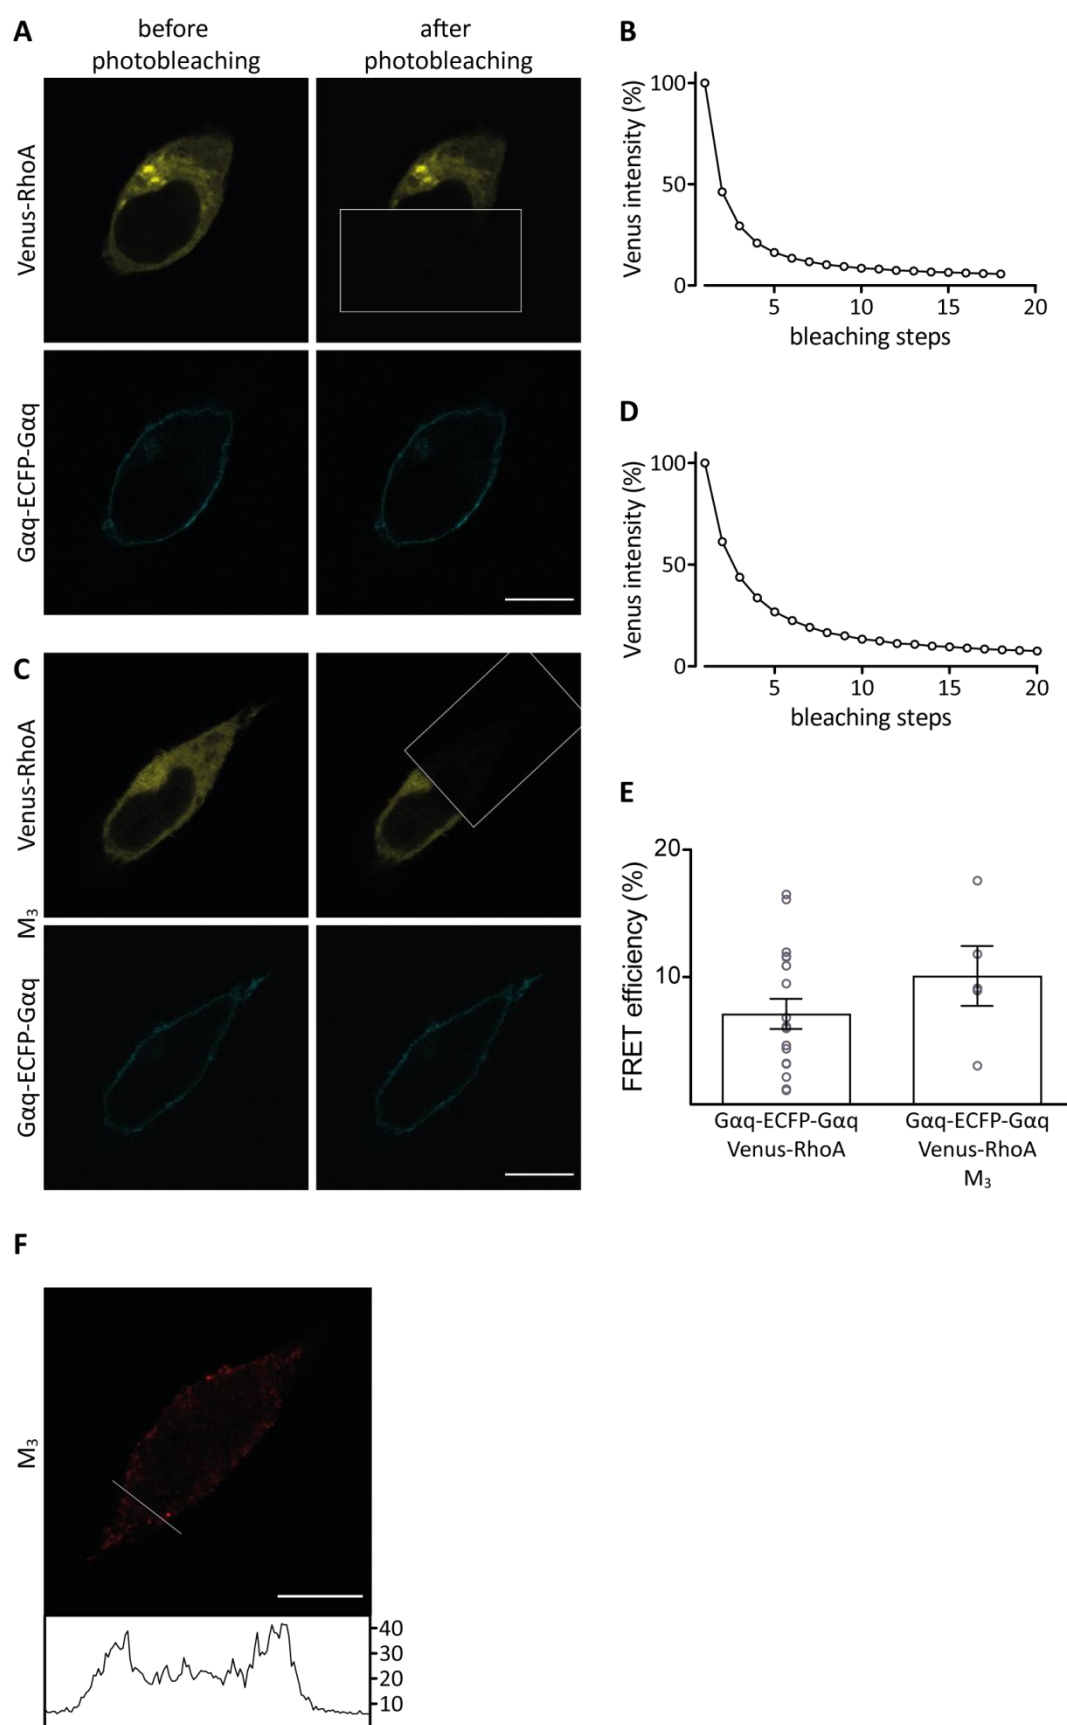 A
before
photobleaching
after
photobleaching
Venus-RhoA
Gαq-ECFP-Gαq
B
Venus intensity (%)
100
50
0
5 10 15 20
bleaching steps
C
Venus-RhoA
M₃
Gαq-ECFP-Gαq
D
Venus intensity (%)
100
50
0
5 10 15 20
bleaching steps
E
FRET efficiency (%)
20
10
Gαq-ECFP-Gαq
Venus-RhoA
Gαq-ECFP-Gαq
Venus-RhoA
M₃
F
M₃
40
30
20
10